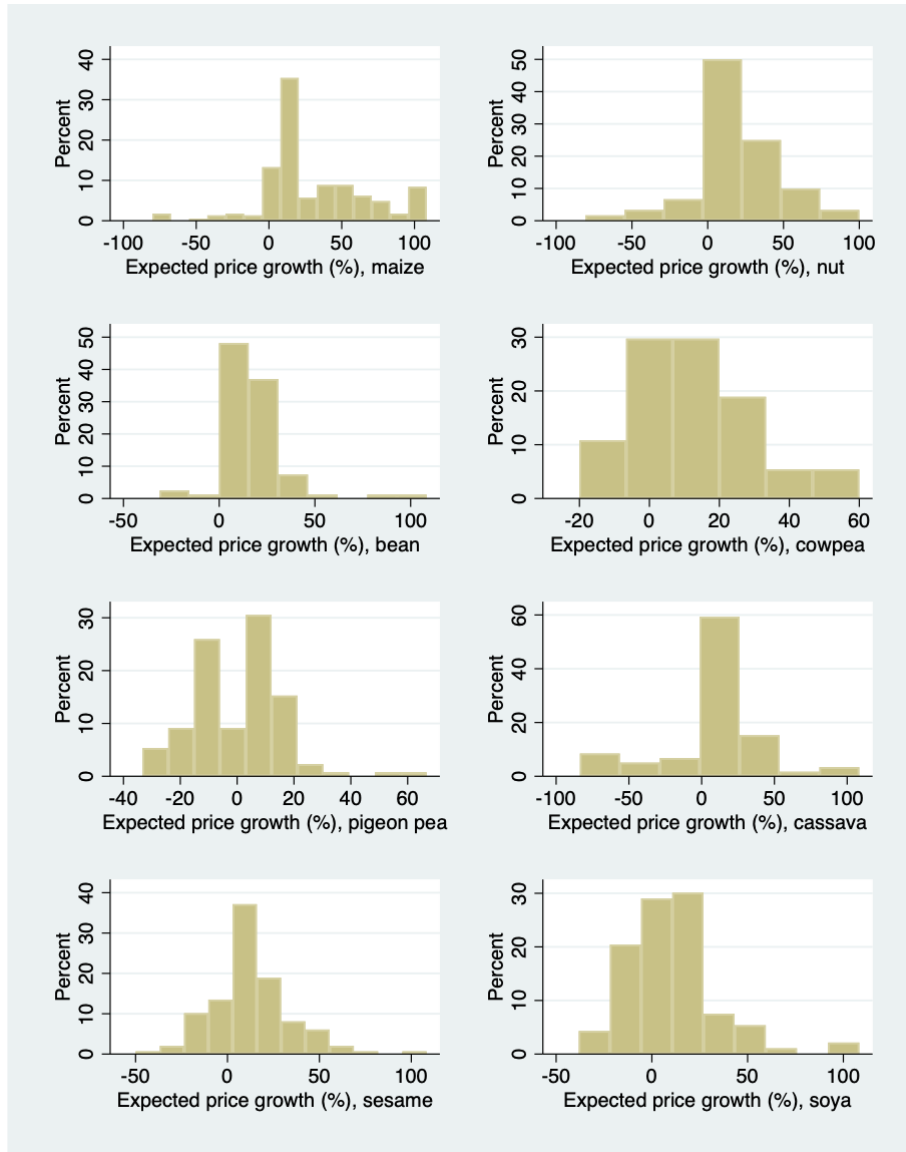 Percent
0 10 20 30 40
-100 -50 0 50 100
Expected price growth (%), maize
Percent
0 10 20 30 40 50
-100 -50 0 50 100
Expected price growth (%), nut
Percent
0 10 20 30 40 50
-50 0 50 100
Expected price growth (%), bean
Percent
0 10 20 30
-20 0 20 40 60
Expected price growth (%), cowpea
Percent
0 10 20 30
-40 -20 0 20 40 60
Expected price growth (%), pigeon pea
Percent
0 20 40 60
-100 -50 0 50 100
Expected price growth (%), cassava
Percent
0 10 20 30 40
-50 0 50 100
Expected price growth (%), sesame
Percent
0 10 20 30
-50 0 50 100
Expected price growth (%), soya